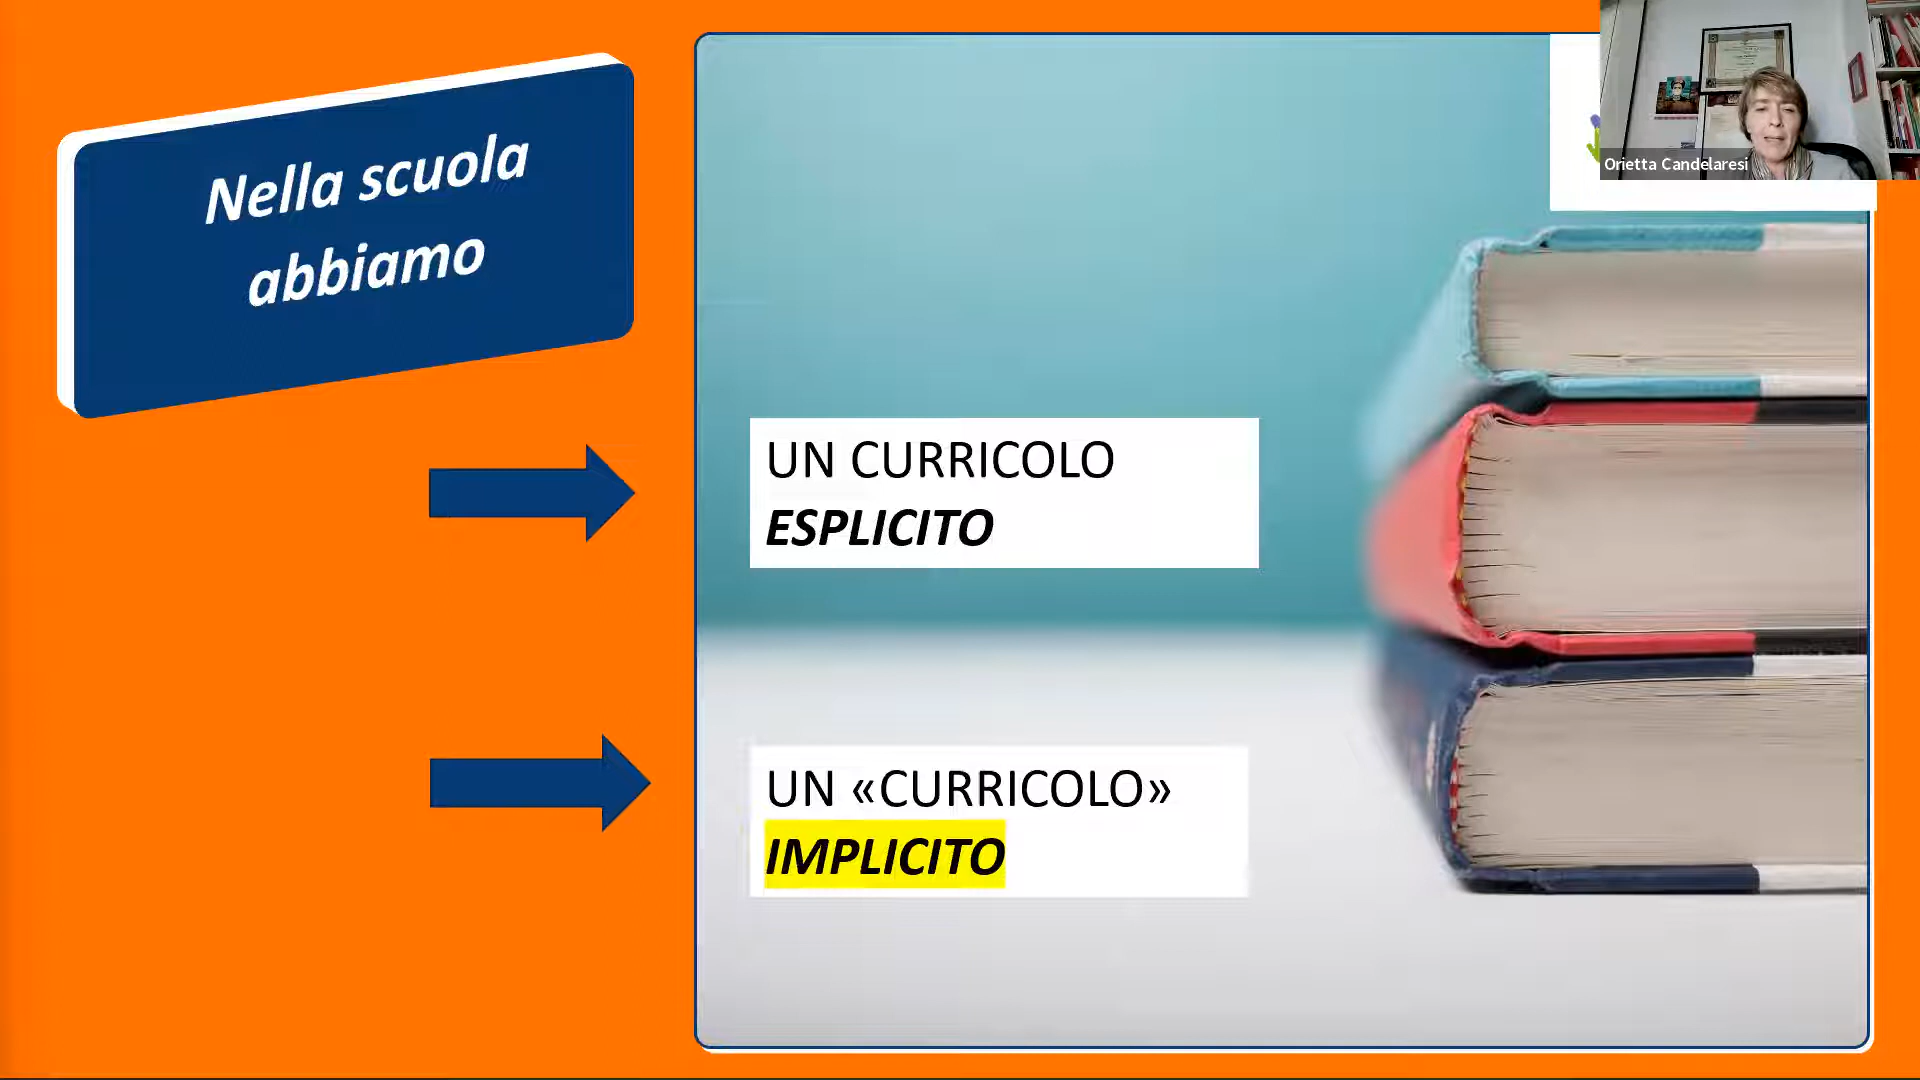 Nella scuola
abbiamo
UN CURRICOLO
ESPLICITO
UN «CURRICOLO»
IMPLICITO
Orietta Candelaresi